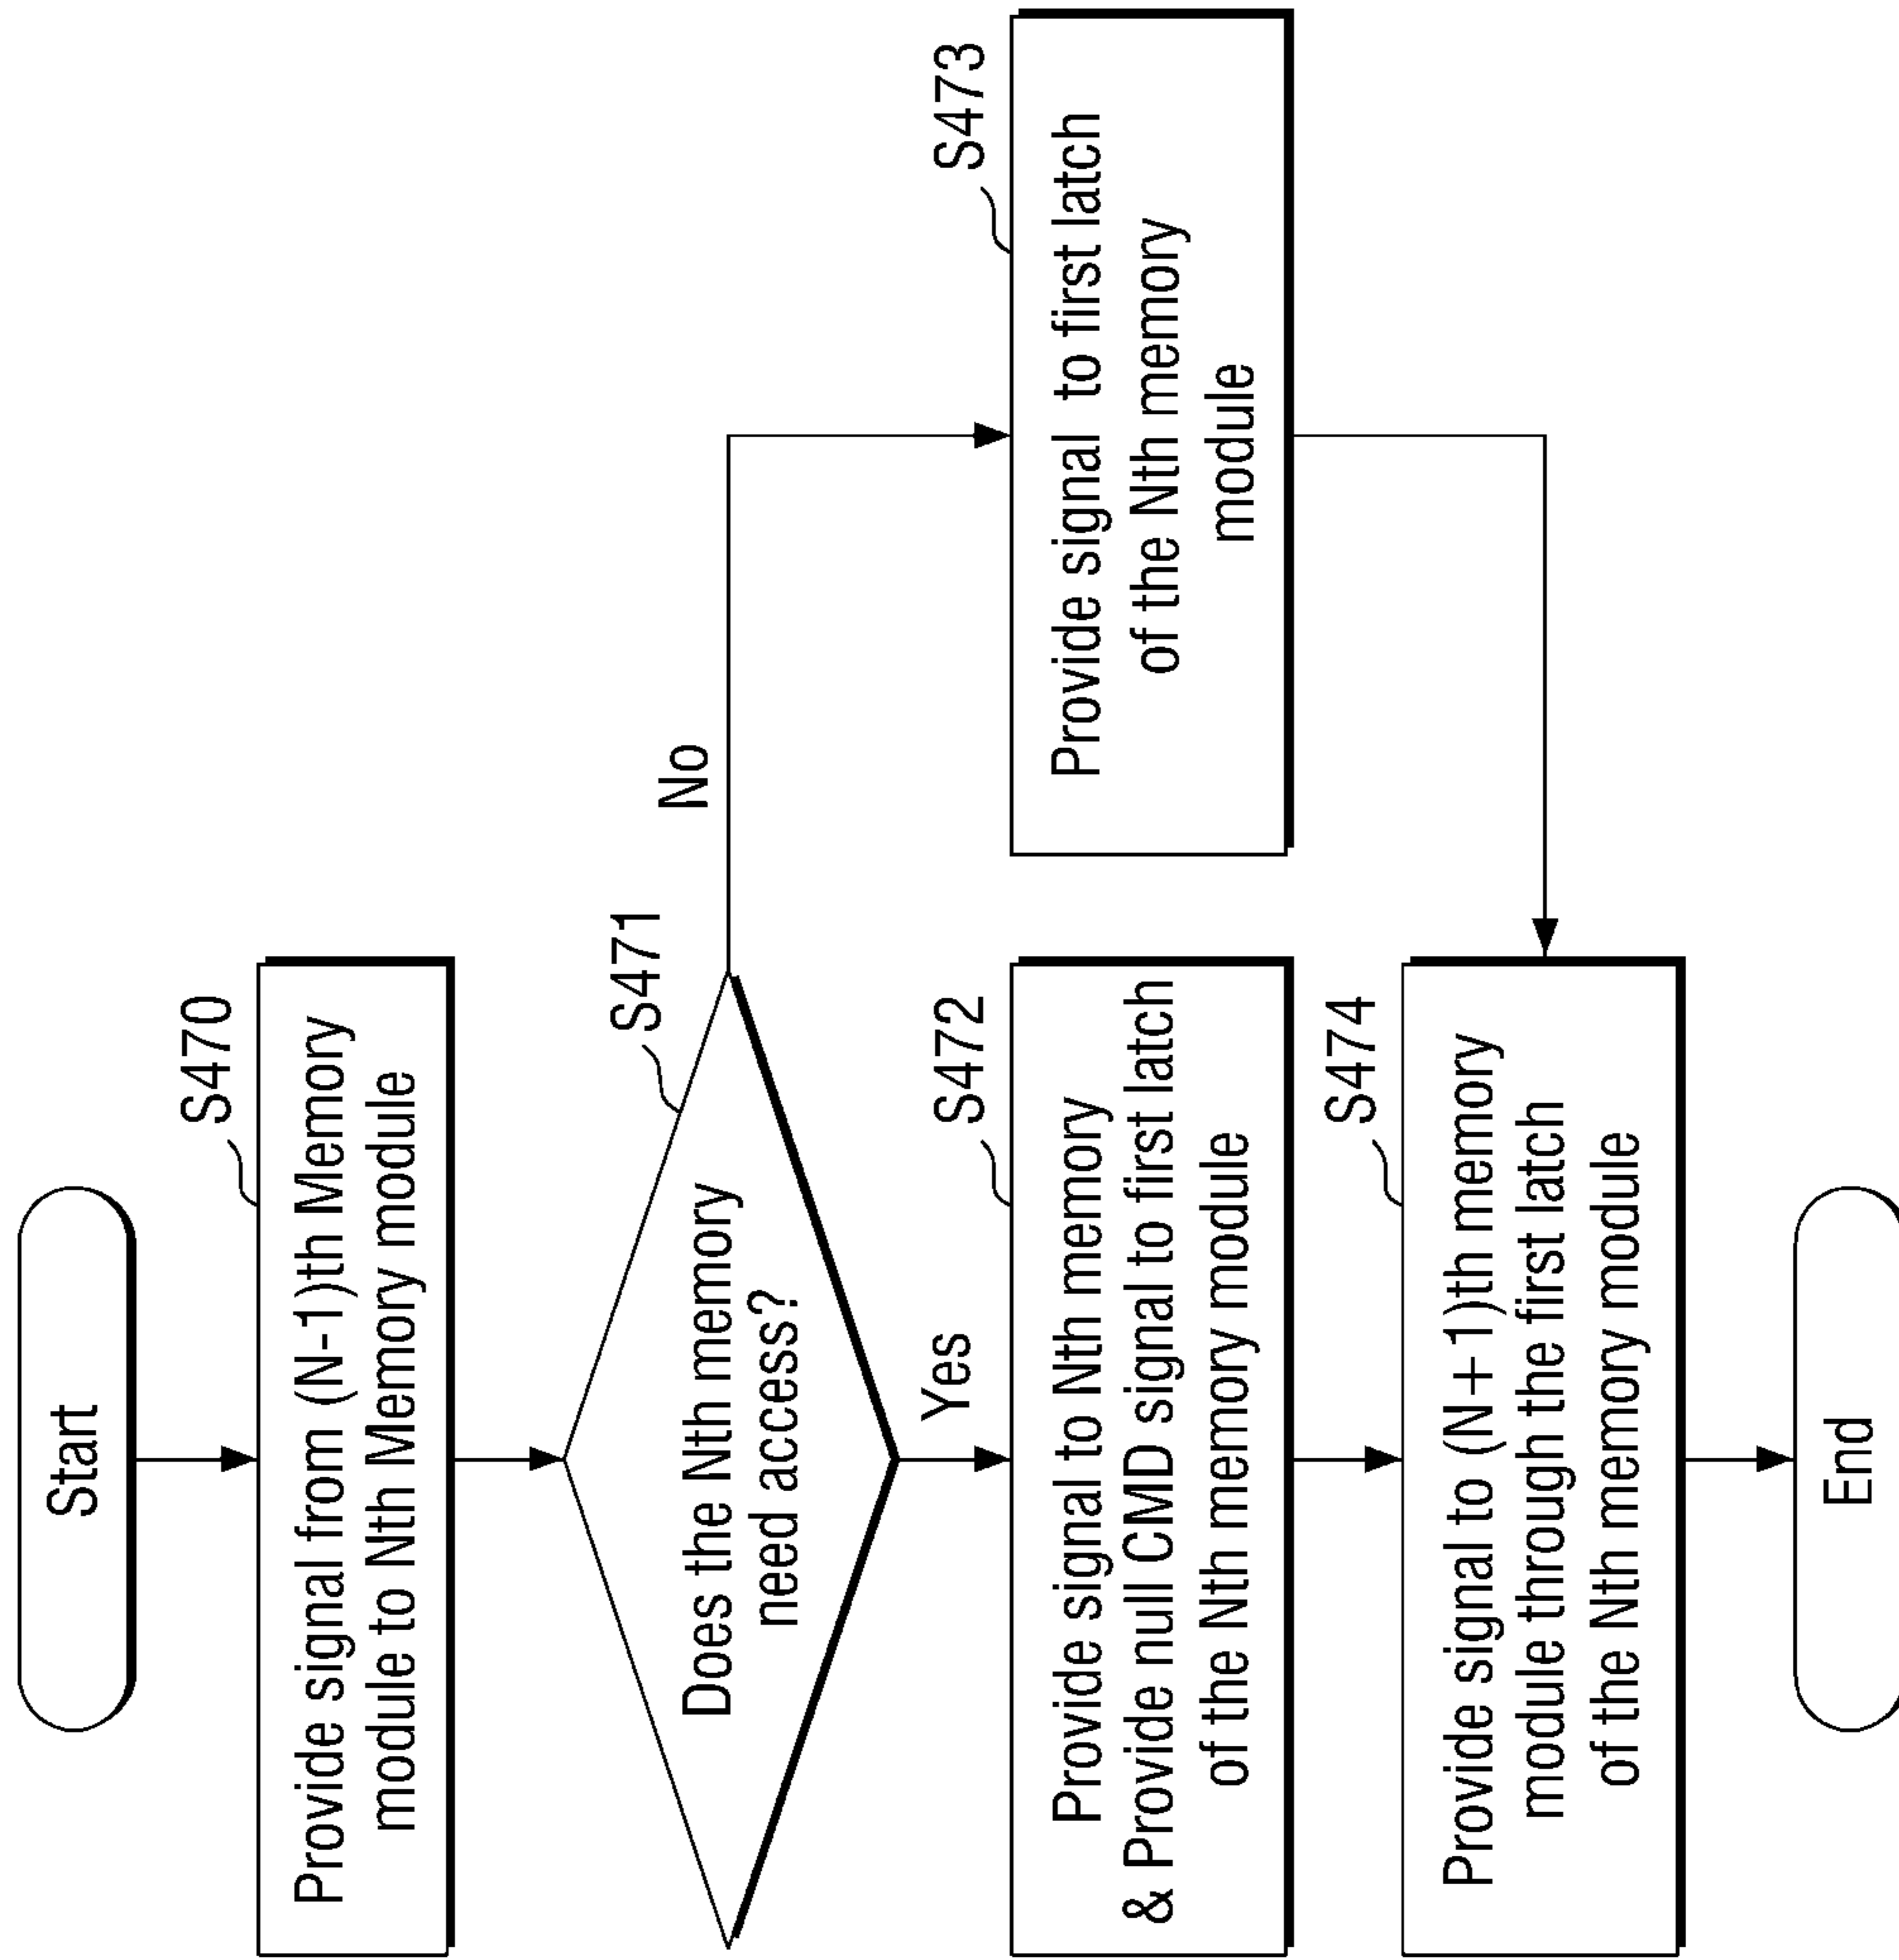 Start
S470
Provide signal from (N-1)th Memory
module to Nth Memory module
S471
Does the Nth memory
need access?
No
Yes
S472
Provide signal to Nth memory
& Provide null CMD signal to first latch
of the Nth memory module
S473
Provide signal to first latch
of the Nth memory
module
S474
Provide signal to (N+1)th memory
module through the first latch
of the Nth memory module
End